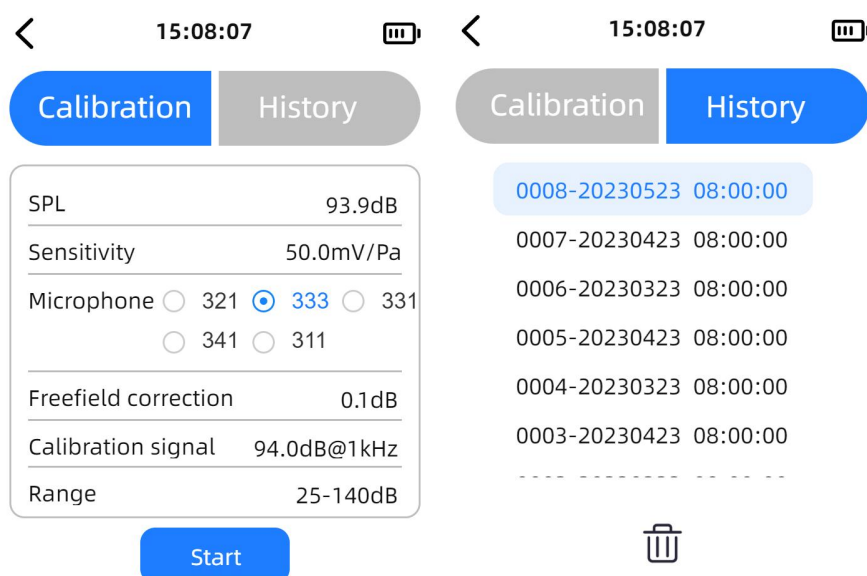 15:08:07
Calibration History
SPL 93.9dB
Sensitivity 50.0mV/Pa
Microphone 321 333 331
341 311
Freefield correction 0.1dB
Calibration signal 94.0dB@1kHz
Range 25-140dB
Start
15:08:07
Calibration History
0008-20230523 08:00:00
0007-20230423 08:00:00
0006-20230323 08:00:00
0005-20230423 08:00:00
0004-20230323 08:00:00
0003-20230423 08:00:00